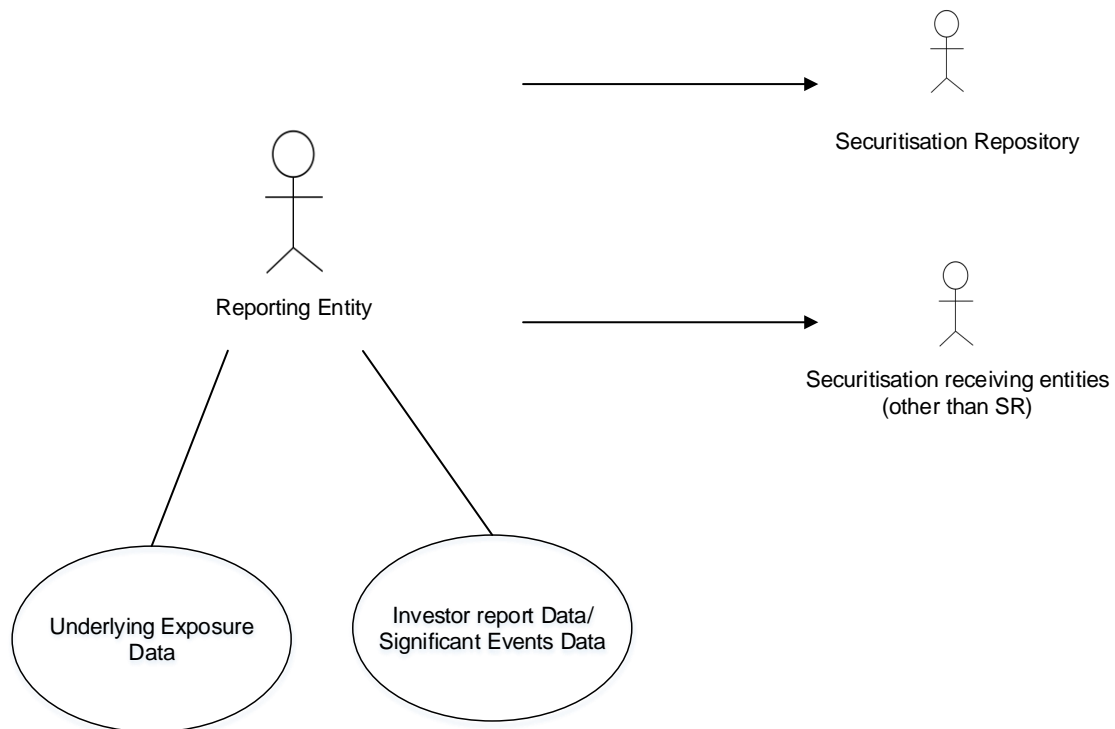 Securitisation Repository
Reporting Entity
Securitisation receiving entities
(other than SR)
Underlying Exposure
Data
Investor report Data/
Significant Events Data